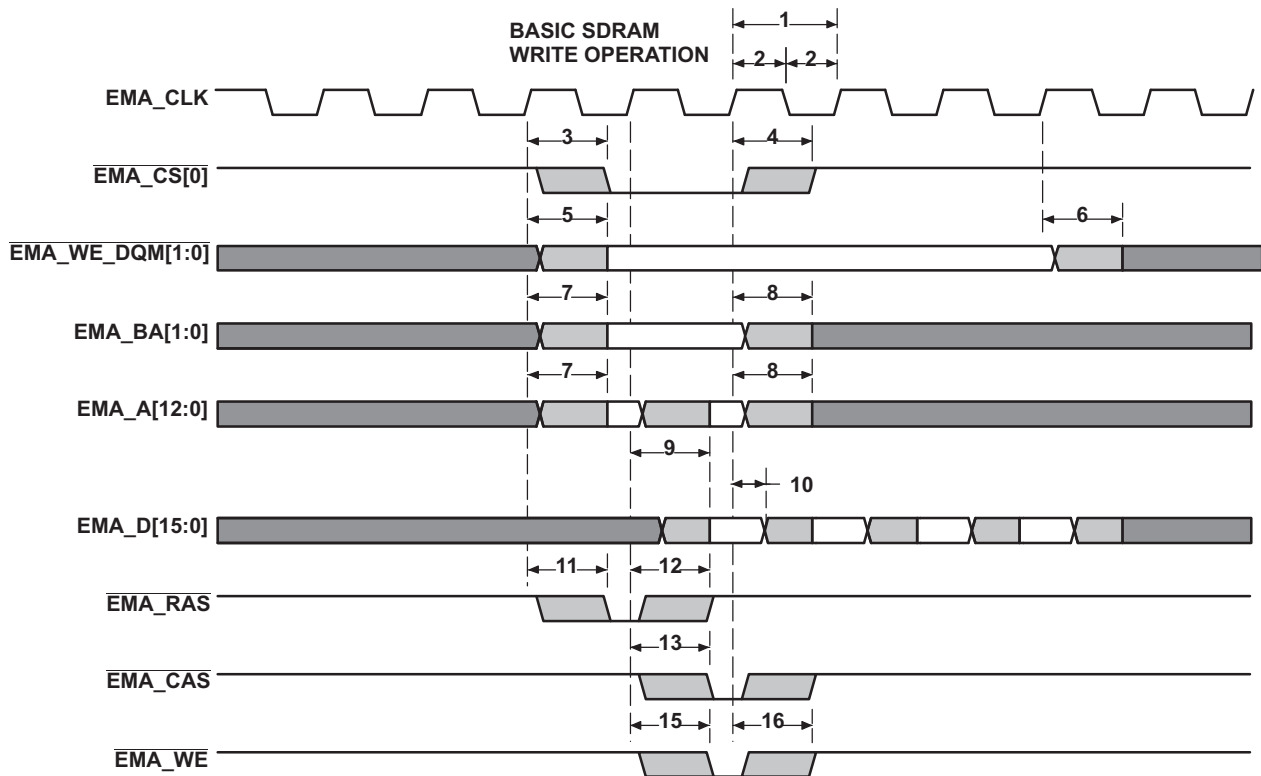 BASIC SDRAM
WRITE OPERATION
1
2 2
EMA_CLK
3 4
EMA_CS[0]
5 6
EMA_WE_DQM[1:0]
7 8
EMA_BA[1:0]
7 8
EMA_A[12:0]
9
10
EMA_D[15:0]
11 12
EMA_RAS
13
EMA_CAS
15 16
EMA_WE